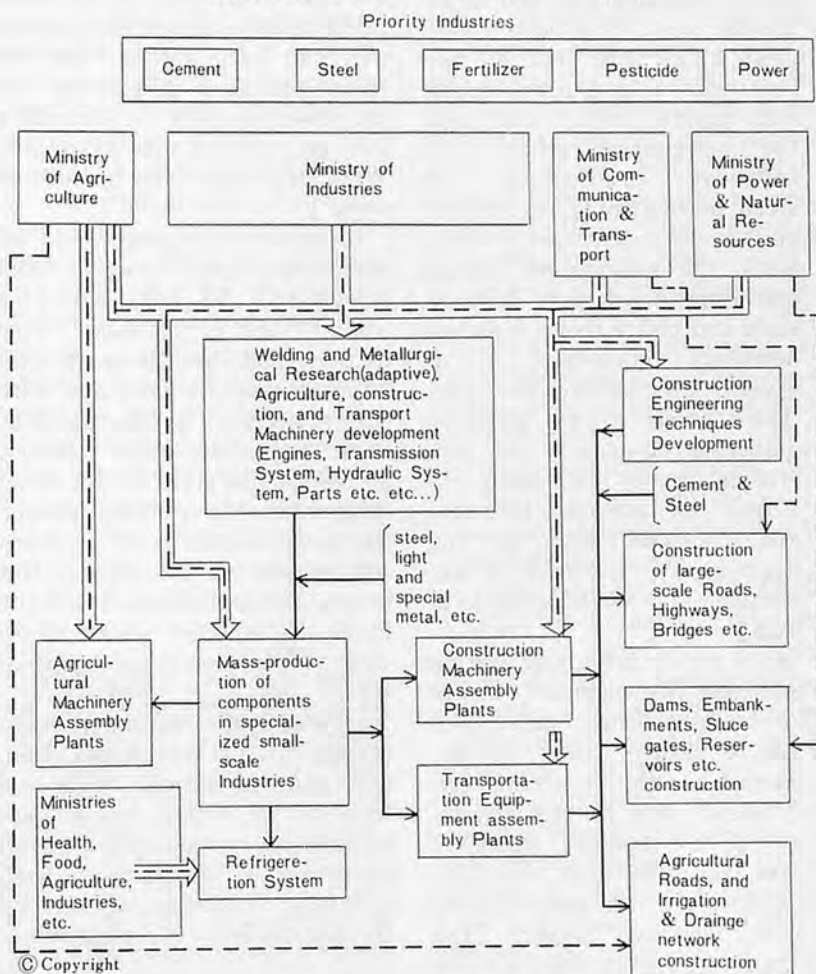 Priority Industries
Cement
Steel
Fertilizer
Pesticide
Power
Ministry
of Agri-
culture
Ministry of
Industries
Ministry
of Com-
munication
& 
Trans-
port
Ministry
of Power
& Natur-
al Re-
sources
Welding and Metallurgi-
cal Research(adaptive),
Agriculture, construc-
tion, and Transport
Machinery development
(Engines, Transmission
System, Hydraulic Sys-
tem, Parts etc. etc...)
Construction
Engineering
Techniques
Development
Cement &
Steel
steel,
light
and
special
metal, etc.
Construction
of large-
scale Roads,
Highways,
Bridges etc.
Agricul-
tural
Machinery
Assembly
Plants
Mass-produc-
tion of
components
in special-
ized small-
scale
Industries
Construction
Machinery
Assembly
Plants
Dams, Embank-
ments, Sluce
gates, Reser-
voirs etc.
construction
Transportation
Equip-
ment assem-
bly Plants
Ministries
of
Health,
Food,
Agriculture,
Industries,
etc.
Refrigere-
tion System
Agricultural
Roads, and
Irrigation
& Drainge
network
construction
© Copyright